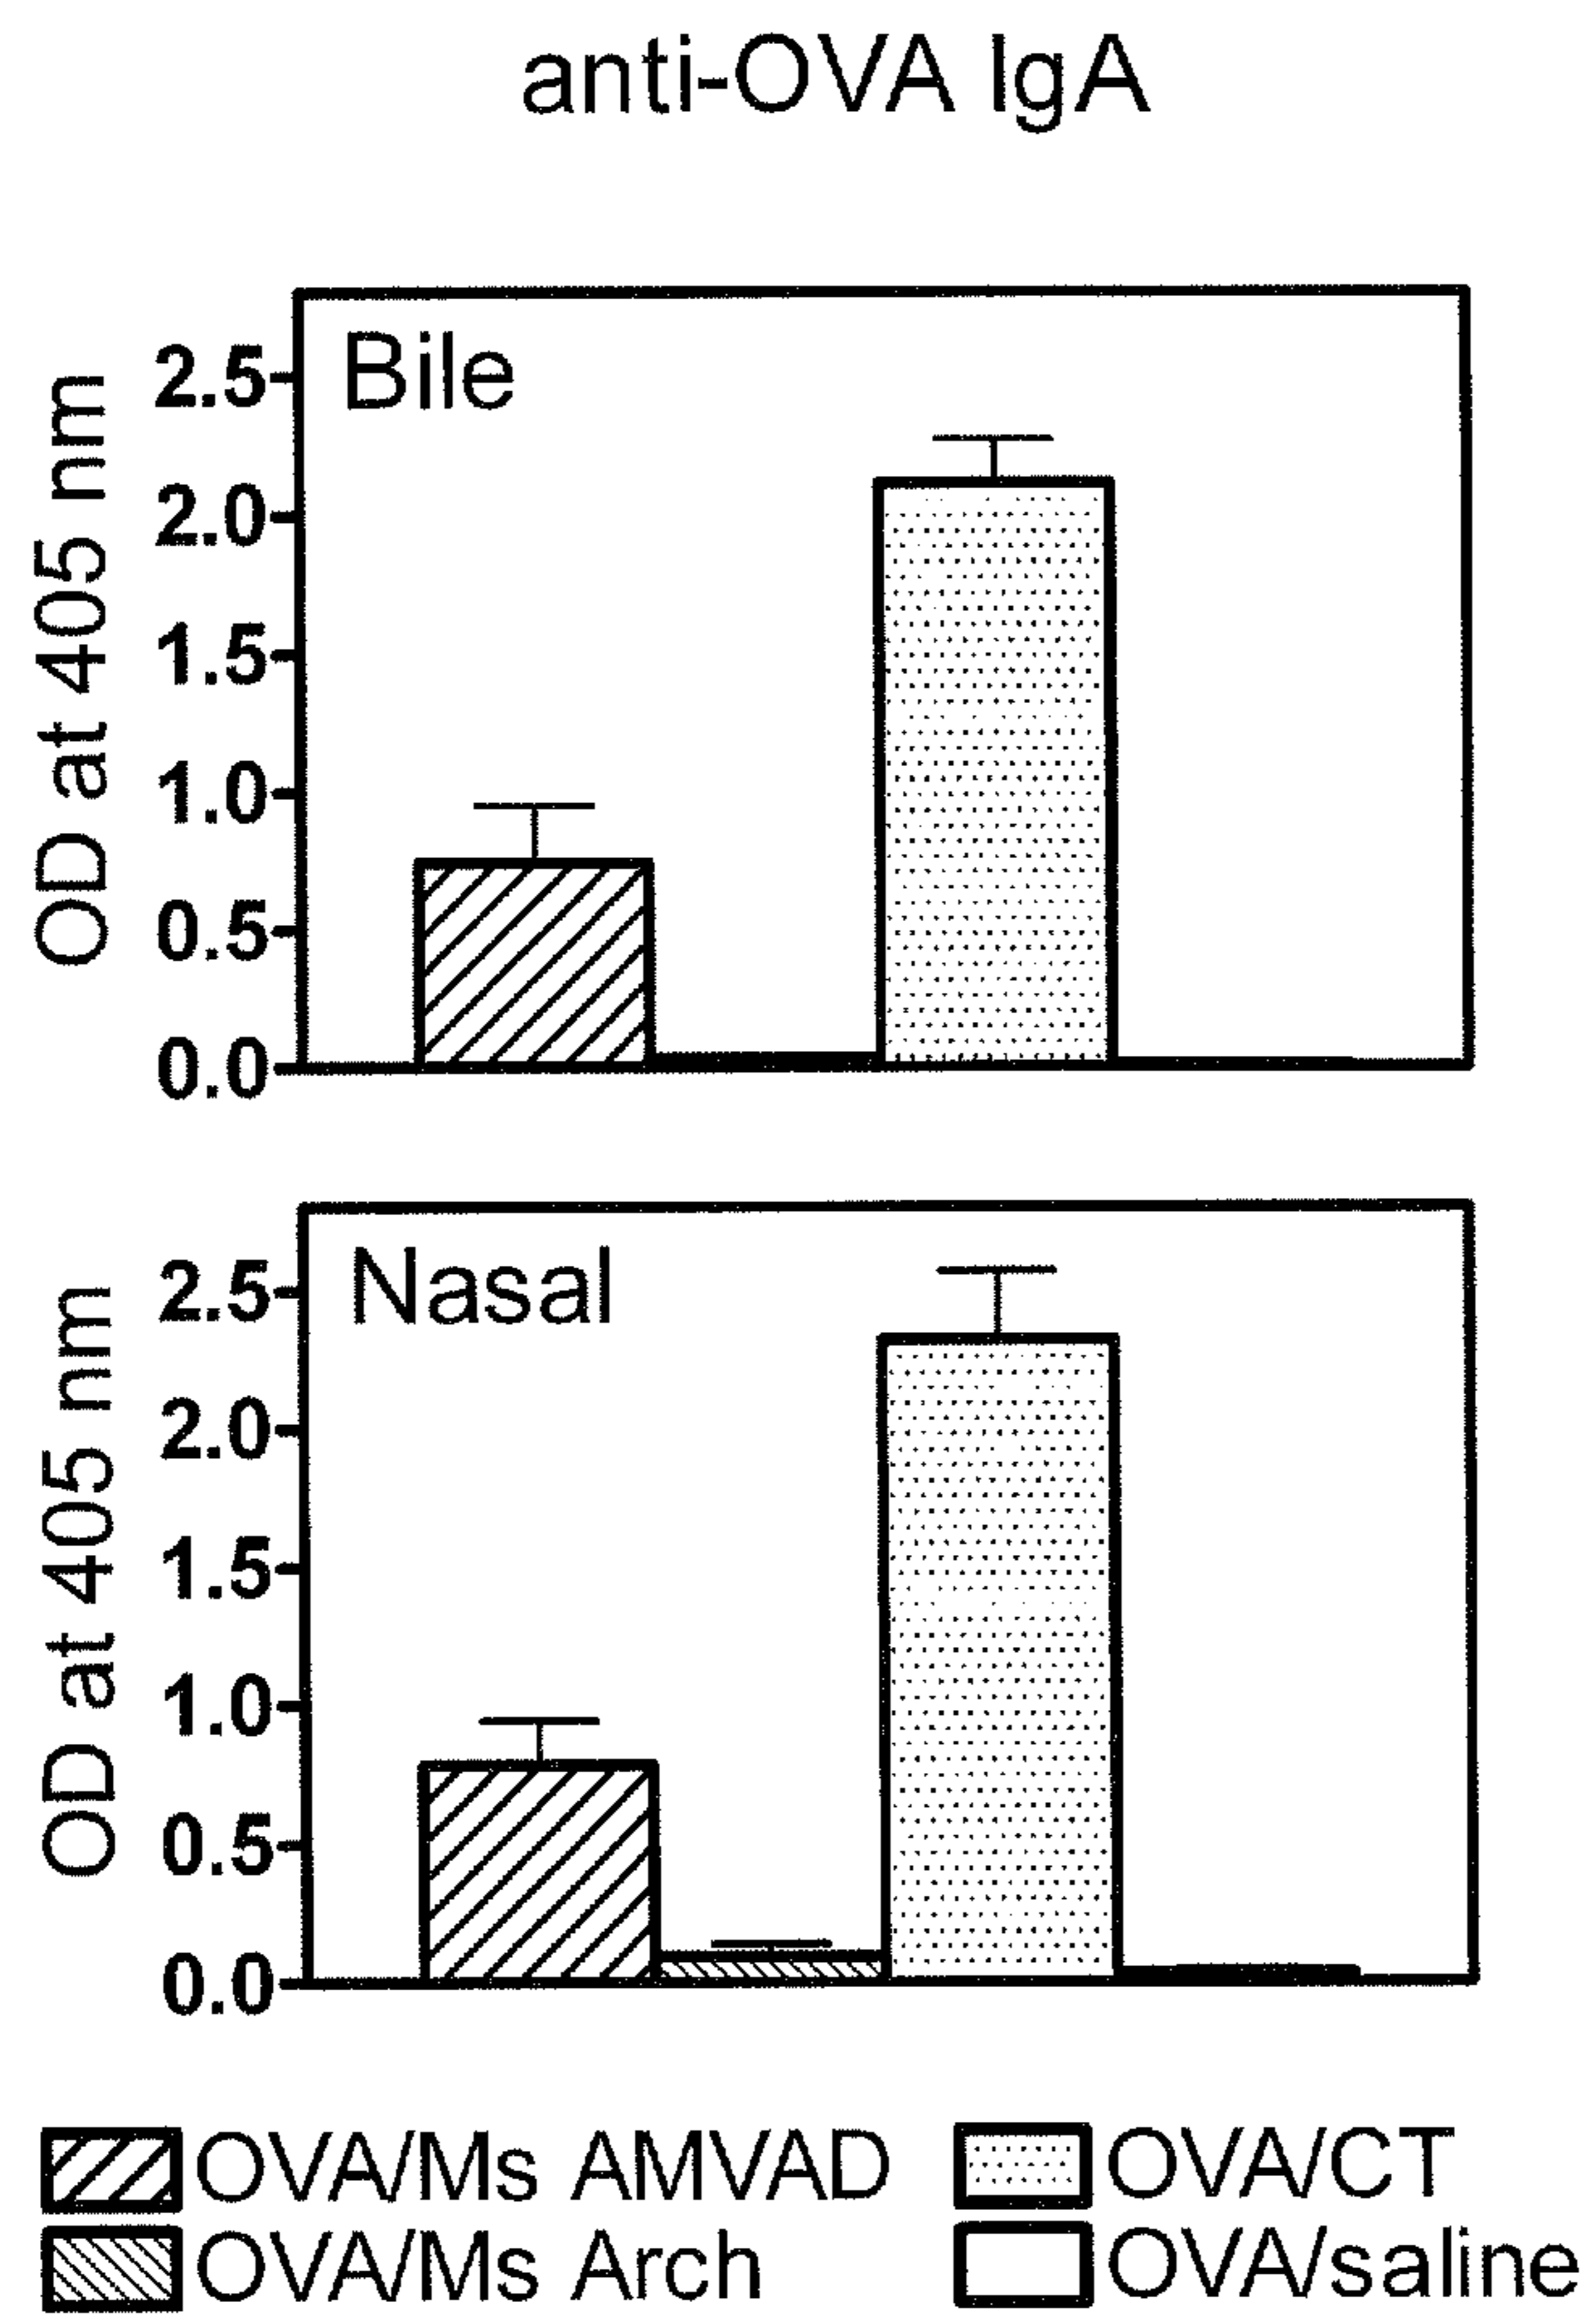 anti-OVA IgA
Bile
OD at 405 nm
2.5
2.0
1.5
1.0
0.5
0.0
Nasal
OD at 405 nm
2.5
2.0
1.5
1.0
0.5
0.0
OVA/Ms AMVAD
OVA/CT
OVA/Ms Arch
OVA/saline